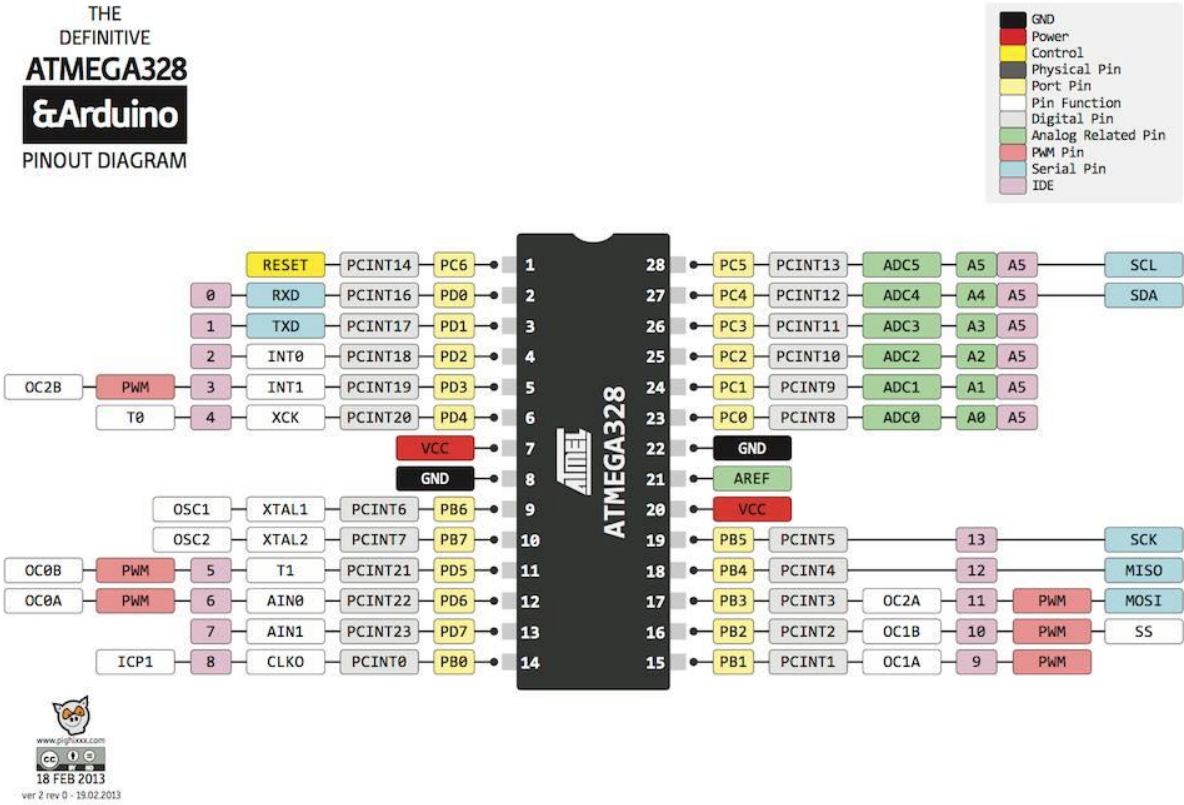 THE
DEFINITIVE
ATMEGA328
&Arduino
PINOUT DIAGRAM
GND
Power
Control
Physical Pin
Port Pin
Pin Function
Digital Pin
Analog Related Pin
PWM Pin
Serial Pin
IDE
RESET PCINT14 PC6 1 28 PC5 PCINT13 ADC5 A5 A5 SCL
0 RXD PCINT16 PD0 2 27 PC4 PCINT12 ADC4 A4 A5 SDA
1 TXD PCINT17 PD1 3 26 PC3 PCINT11 ADC3 A3 A5
2 INT0 PCINT18 PD2 4 25 PC2 PCINT10 ADC2 A2 A5
OC2B PWM 3 INT1 PCINT19 PD3 5 24 PC1 PCINT9 ADC1 A1 A5
T0 4 XCK PCINT20 PD4 6 23 PC0 PCINT8 ADC0 A0 A5
VCC 7 22 GND
GND 8 21 AREF
OSC1 XTAL1 PCINT6 PB6 9 20 VCC
OSC2 XTAL2 PCINT7 PB7 10 19 PB5 PCINT5 13 SCK
OC0B PWM 5 T1 PCINT21 PD5 11 18 PB4 PCINT4 12 MISO
OC0A PWM 6 AIN0 PCINT22 PD6 12 17 PB3 PCINT3 OC2A 11 PWM MOSI
7 AIN1 PCINT23 PD7 13 16 PB2 PCINT2 OC1B 10 PWM SS
ICP1 8 CLKO PCINT0 PB0 14 15 PB1 PCINT1 OC1A 9 PWM
ATMEL
ATMEGA328
www.pighixxx.com
cc
BY ND
18 FEB 2013
ver 2 rev 0 - 19.02.2013